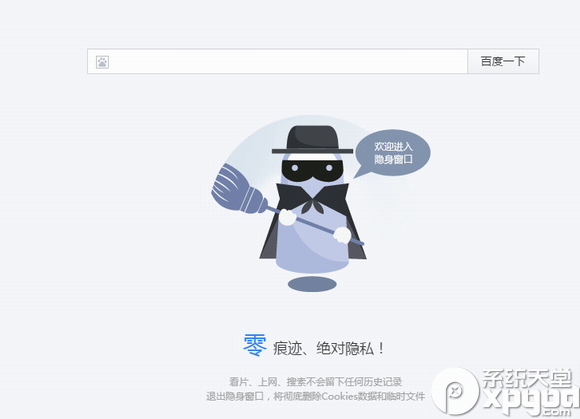 百度一下
欢迎进入
隐身窗口
零 痕迹、绝对隐私！
看片、上网、搜索不会留下任何历史记录
退出隐身窗口，将彻底删除Cookies数据和临时文件
系统天堂